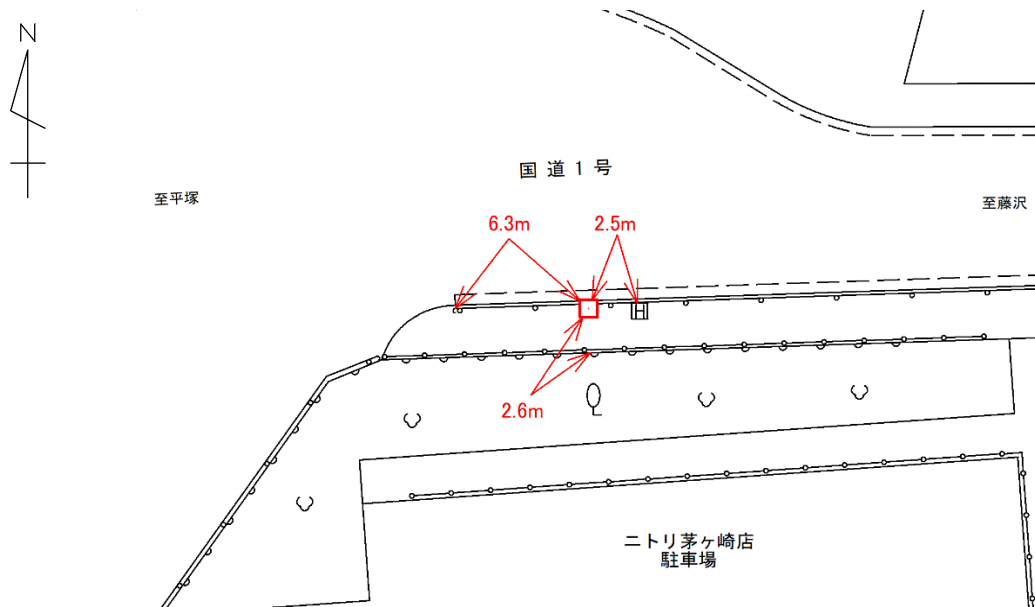 N
国道1号
至平塚
至藤沢
6.3m
2.5m
H
2.6m
ニトリ茅ヶ崎店
駐車場